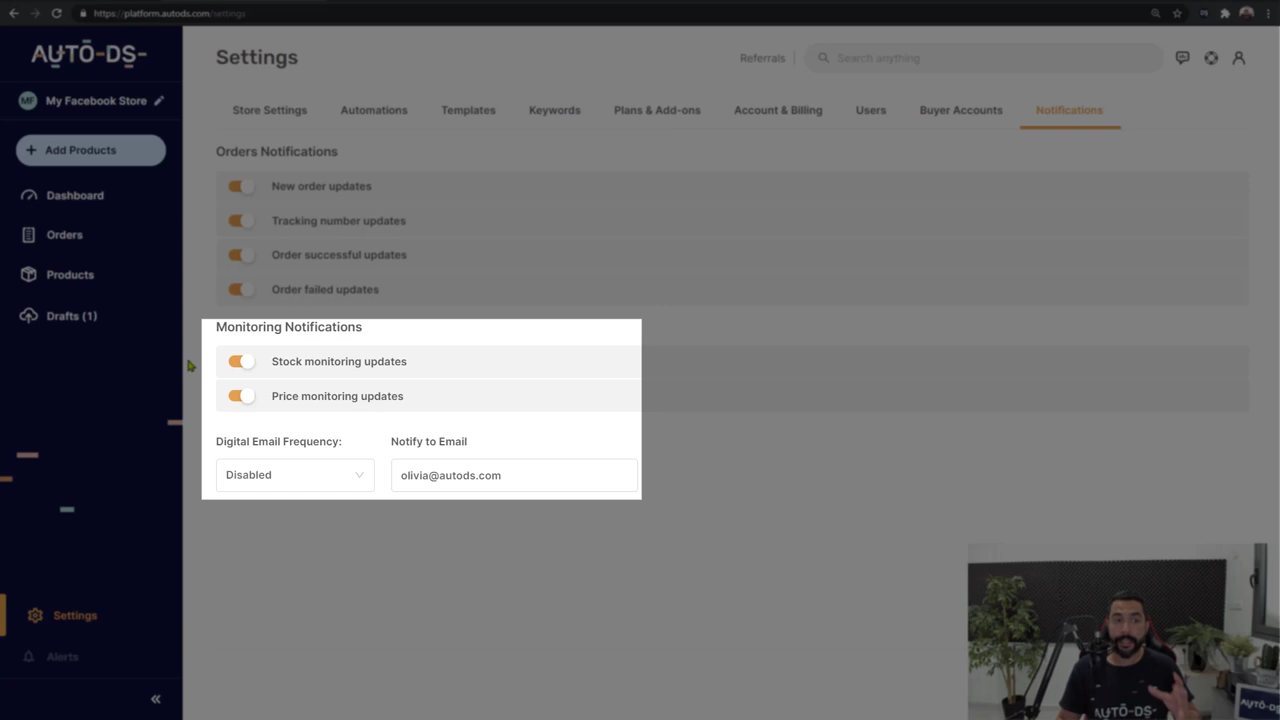 https://platform.autods.com/settings
AUTO-DS-
Settings
Referrals
Search anything
MF My Facebook Store
Store Settings
Automations
Templates
Keywords
Plans & Add-ons
Account & Billing
Users
Buyer Accounts
Notifications
+ Add Products
Dashboard
Orders
Products
Drafts (1)
Orders Notifications
New order updates
Tracking number updates
Order successful updates
Order failed updates
Monitoring Notifications
Stock monitoring updates
Price monitoring updates
Digital Email Frequency:
Notify to Email
Disabled
olivia@autods.com
Settings
Alerts
«
AUTO-DS-
AUTO-DS